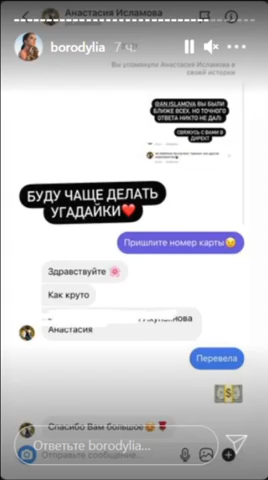 Анастасия Исламова
borodylia 7 ч.
Вы упомянули Анастасия Исламова в
своей истории
@AN.ISLAMOVA ВЫ БЫЛИ
БЛИЖЕ ВСЕХ, НО ТОЧНОГО
ОТВЕТА НИКТО НЕ ДАЛ!
СВЯЖУСЬ С ВАМИ В
ДИРЕКТ
БУДУ ЧАЩЕ ДЕЛАТЬ
УГАДАЙКИ❤️
Пришлите номер карты😉
Здравствуйте 🌸
Как круто
Анастасия
Перевела
💵
Спасибо Вам большое
Ответьте borodylia...
Отправить сообщение...